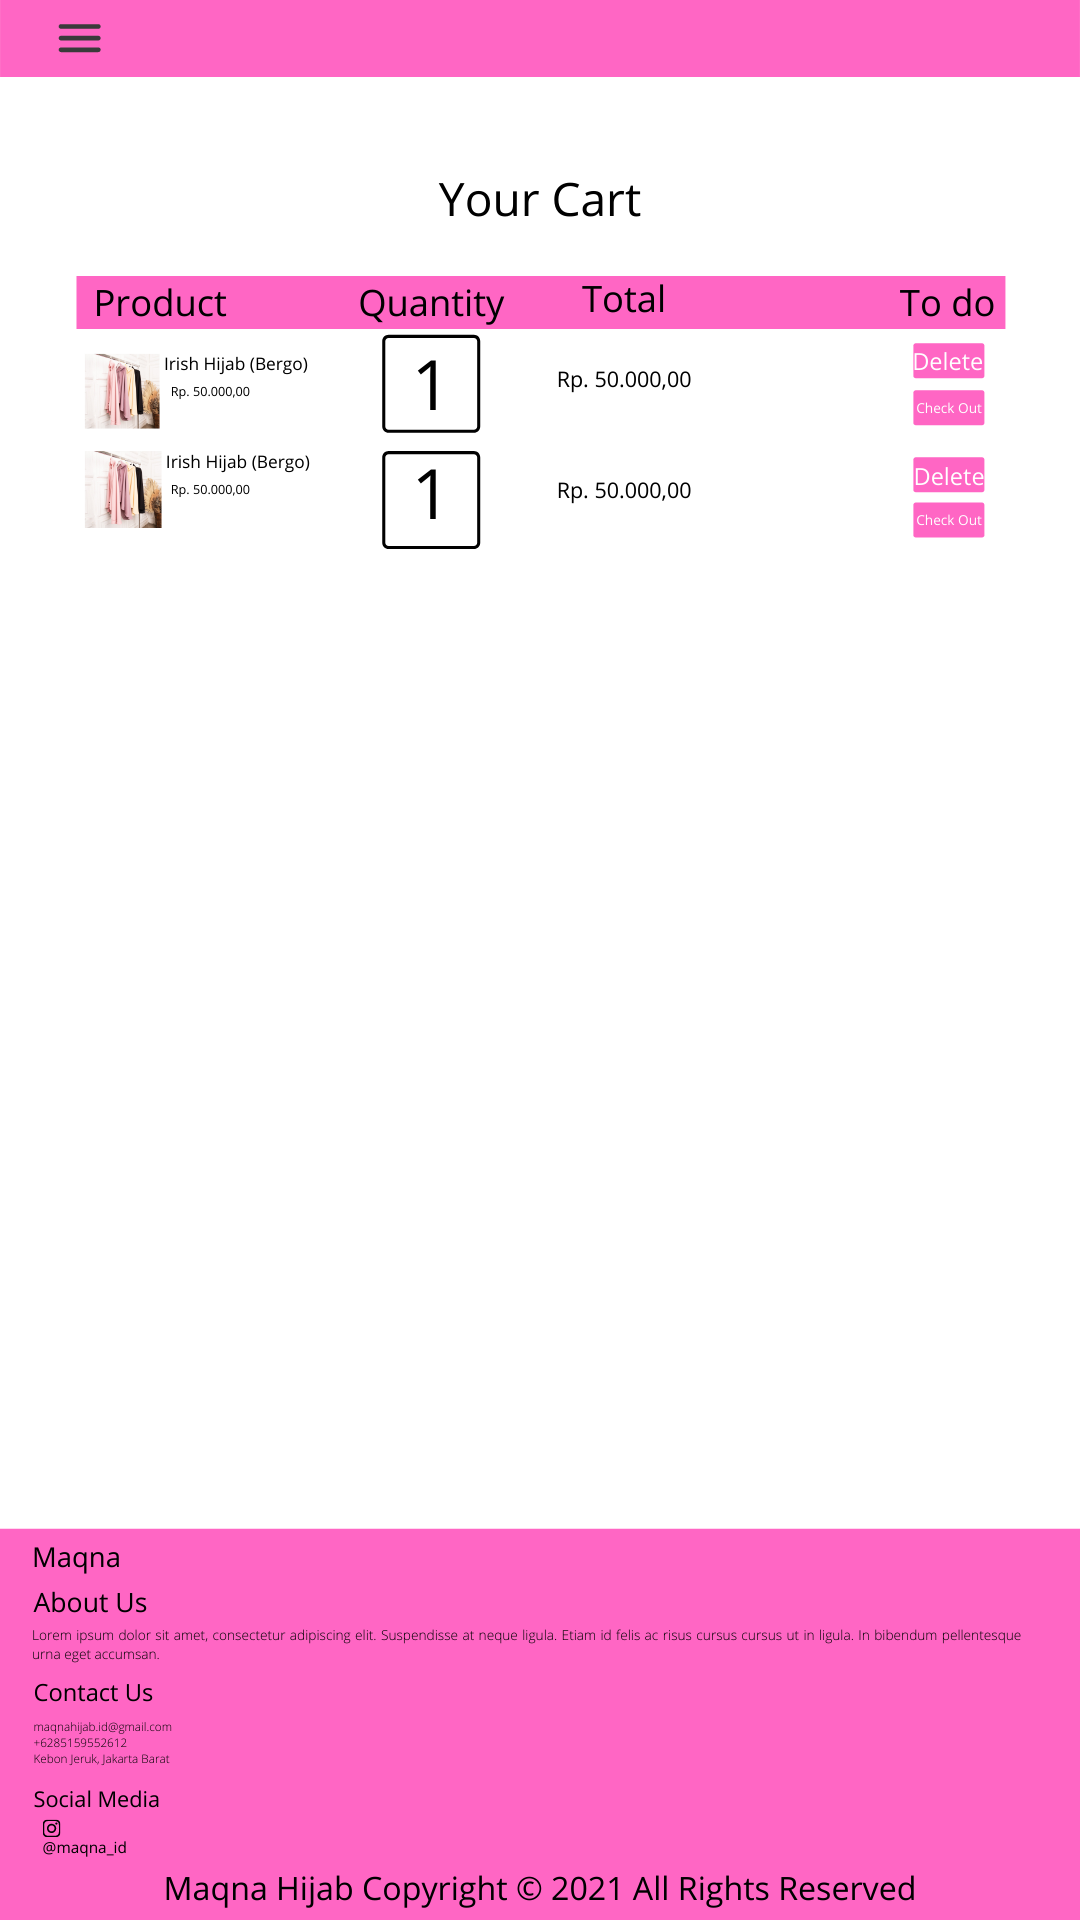 Your Cart
Product Quantity Total To do
Irish Hijab (Bergo)
Rp. 50.000,00
1
Rp. 50.000,00
Delete
Check Out
Irish Hijab (Bergo)
Rp. 50.000,00
1
Rp. 50.000,00
Delete
Check Out
Maqna
About Us
Lorem ipsum dolor sit amet, consectetur adipiscing elit. Suspendisse at neque ligula. Etiam id felis ac risus cursus cursus ut in ligula. In bibendum pellentesque
urna eget accumsan.
Contact Us
maqnahijab.id@gmail.com
+6285159552612
Kebon Jeruk, Jakarta Barat
Social Media
@maqna_id
Maqna Hijab Copyright © 2021 All Rights Reserved